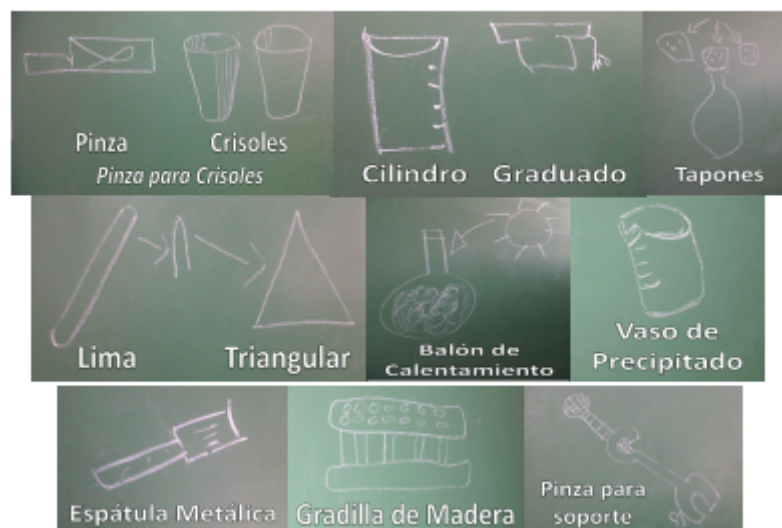 Pinza Crisoles
Pinza para Crisoles
Cilindro Graduado
Tapones
Lima Triangular
Balón de
Calentamiento
Vaso de
Precipitado
Espátula Metálica
Gradilla de Madera
Pinza para
soporte